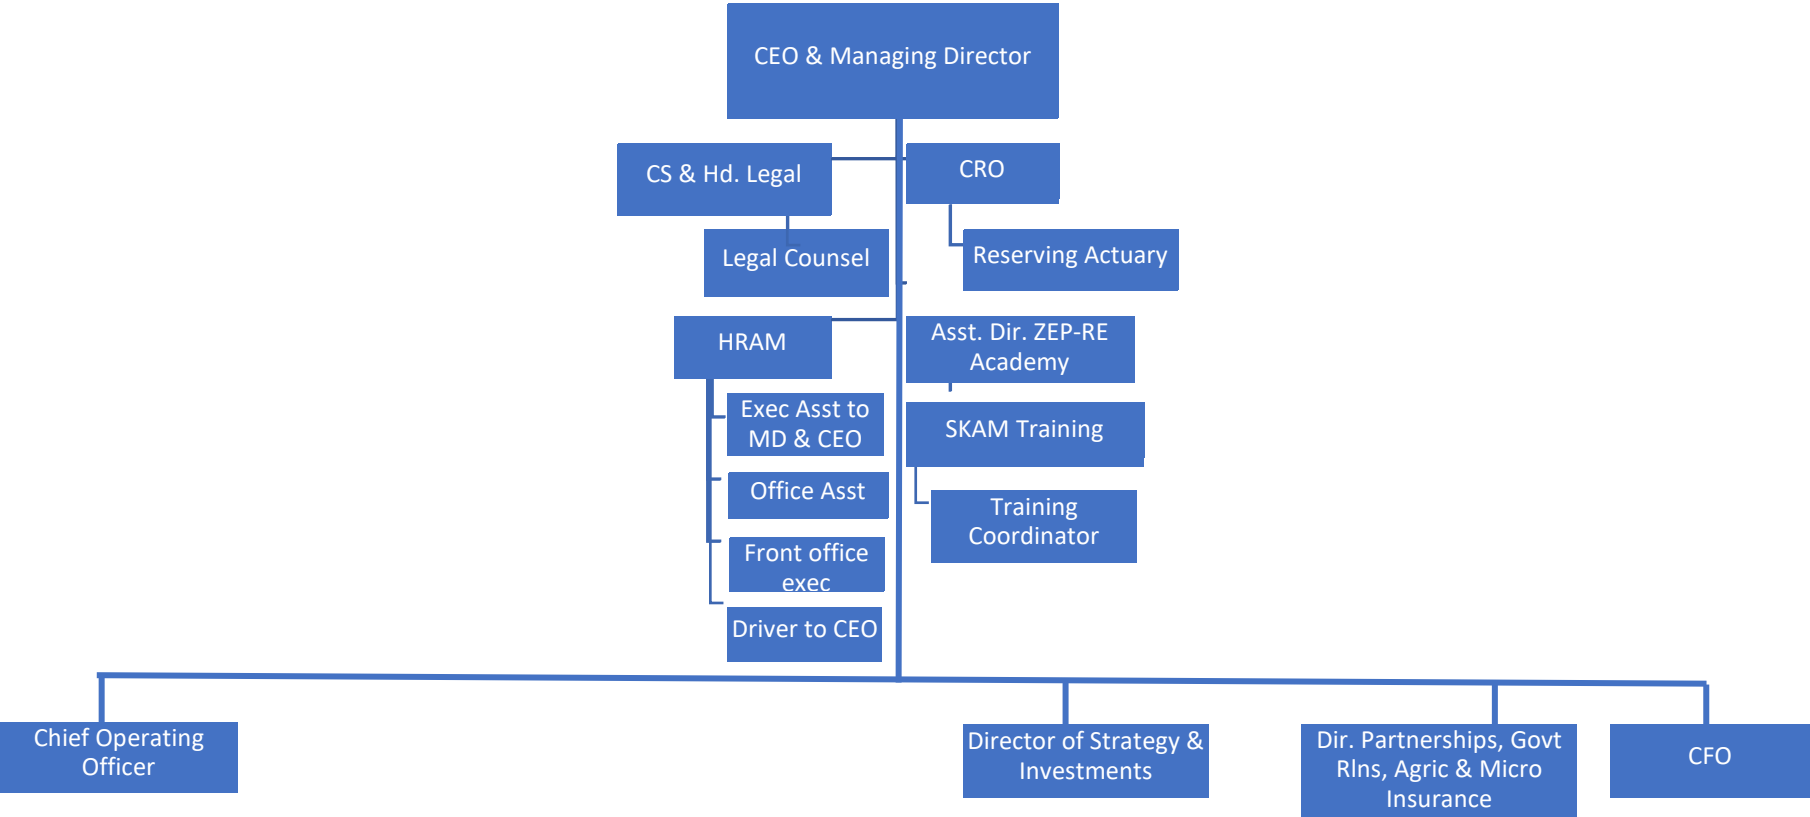 CEO & Managing Director
CS & Hd. Legal
CRO
Legal Counsel
Reserving Actuary
HRAM
Asst. Dir. ZEP-RE
Academy
Exec Asst to
MD & CEO
SKAM Training
Office Asst
Training
Coordinator
Front office
exec
Driver to CEO
Chief Operating
Officer
Director of Strategy &
Investments
Dir. Partnerships, Govt
Rlns, Agric & Micro
Insurance
CFO